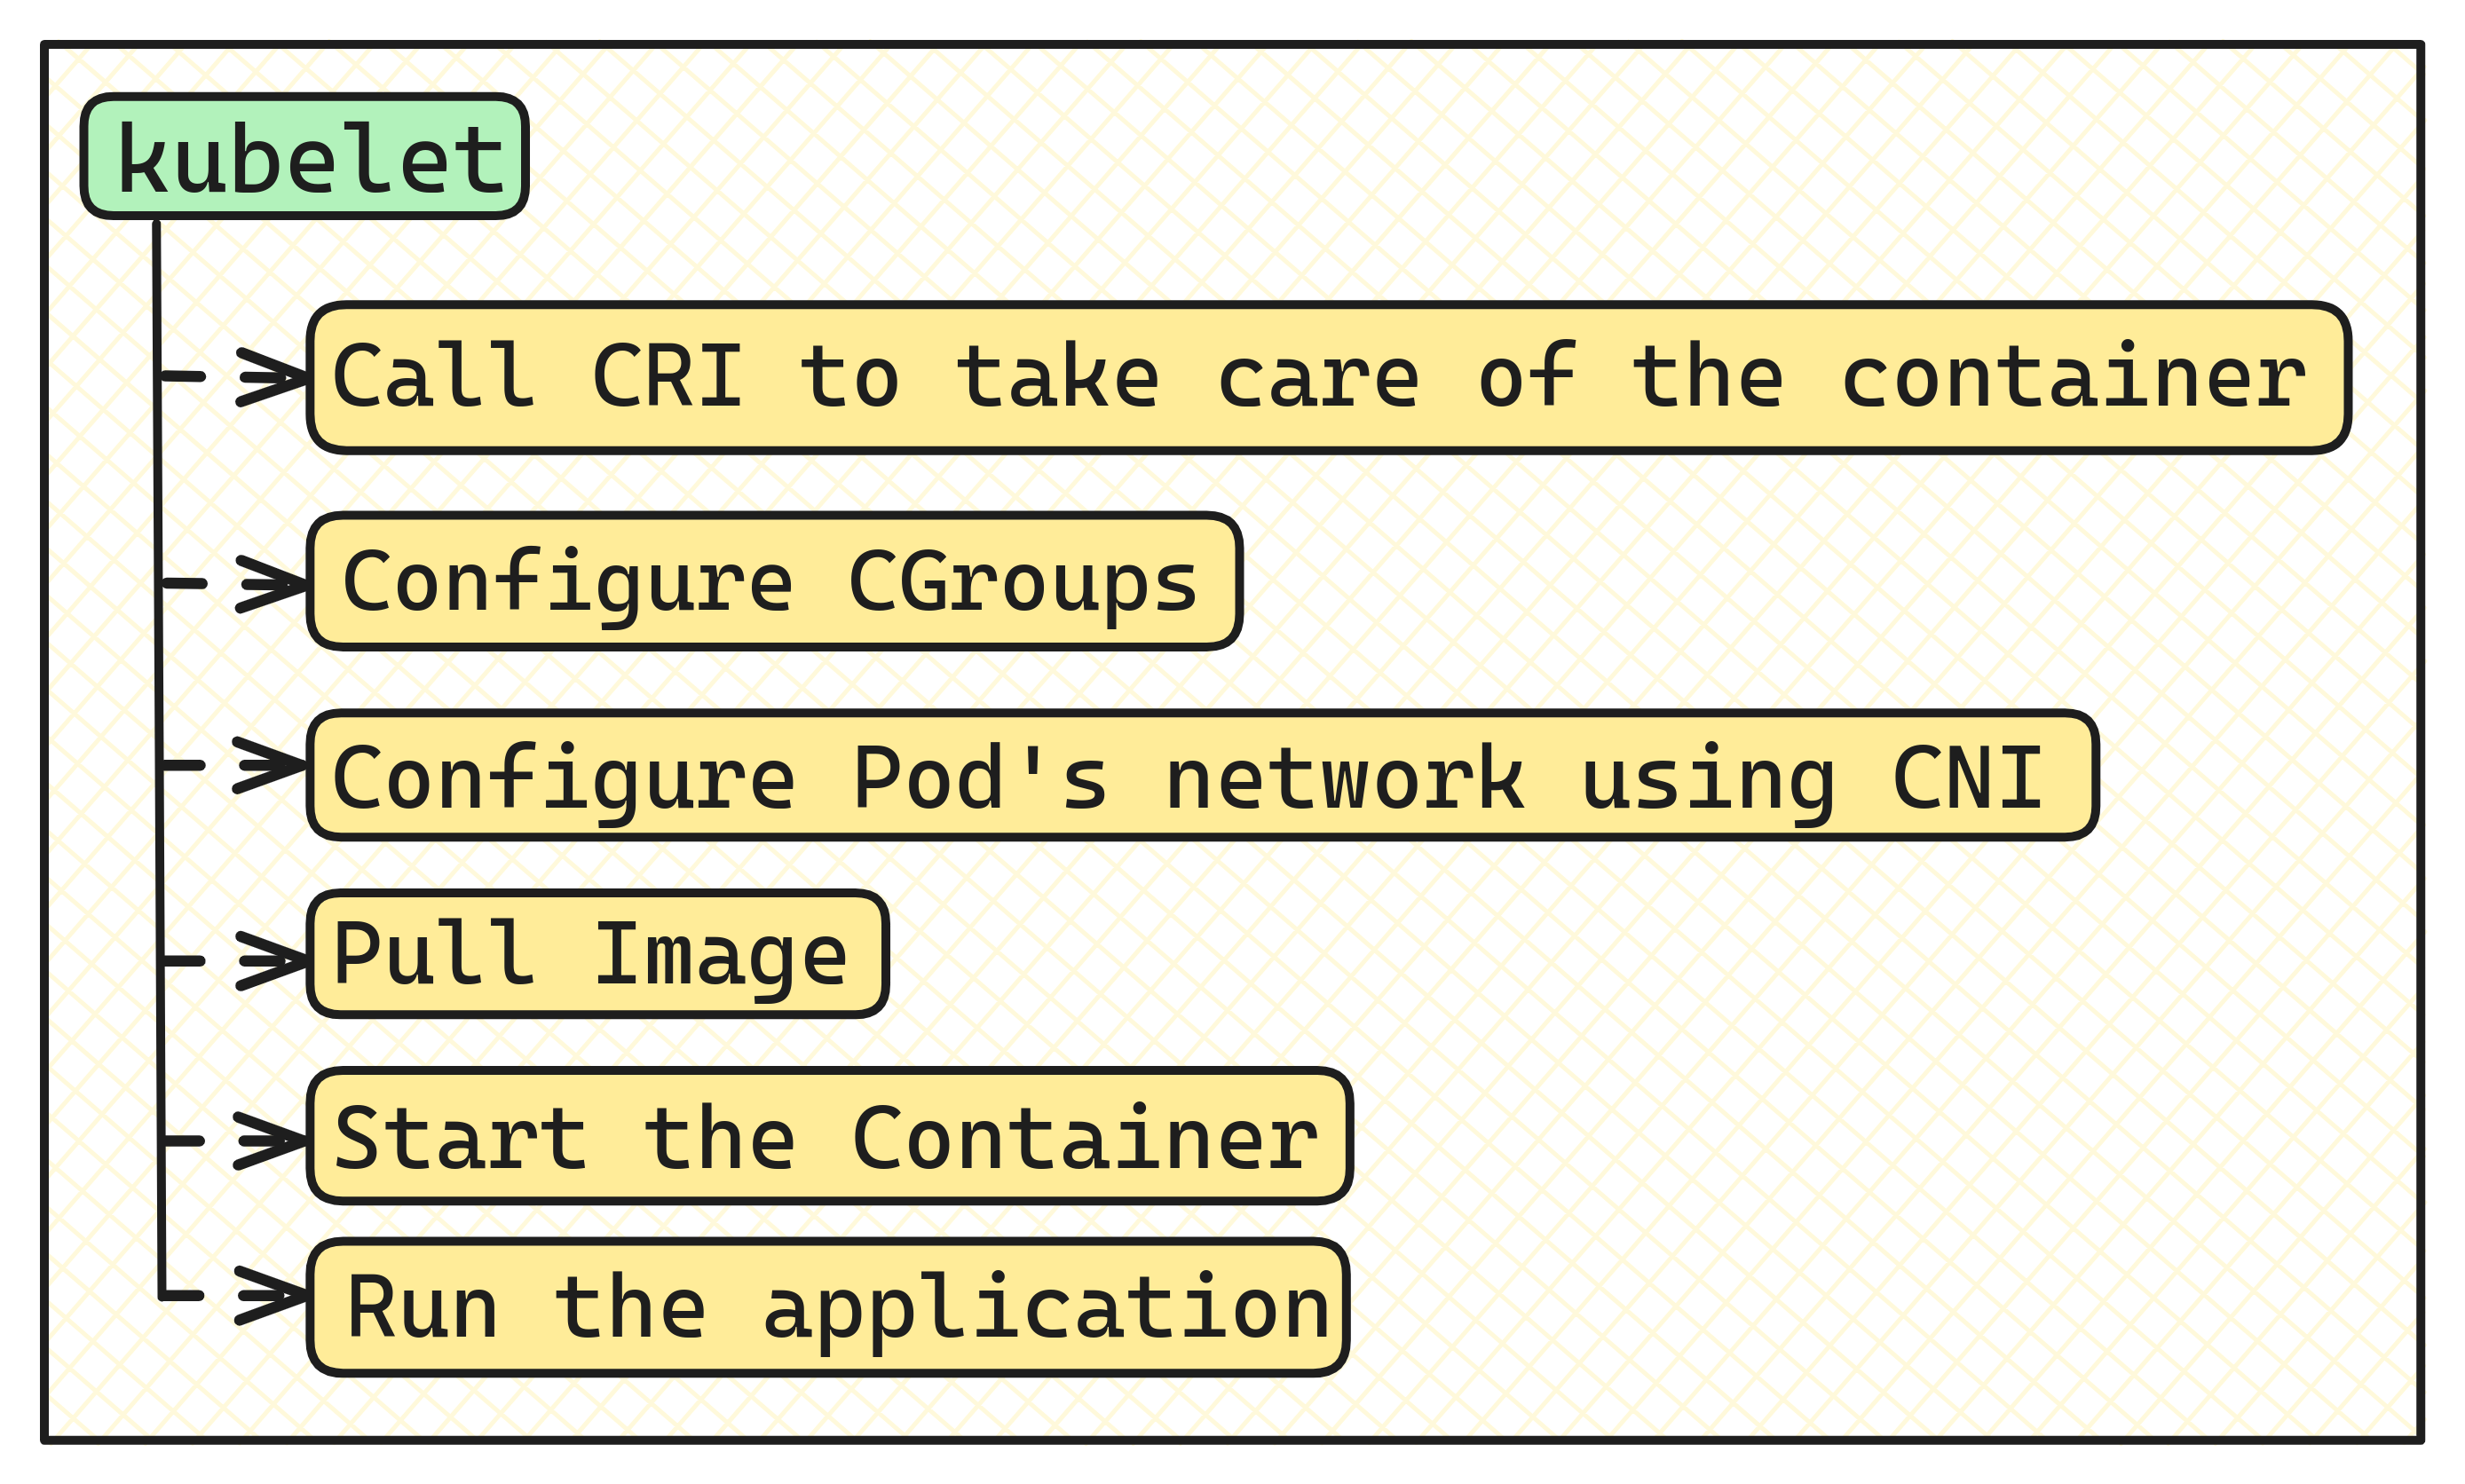 kubelet
Call CRI to take care of the container
Configure CGroups
Configure Pod's network using CNI
Pull Image
Start the Container
Run the application